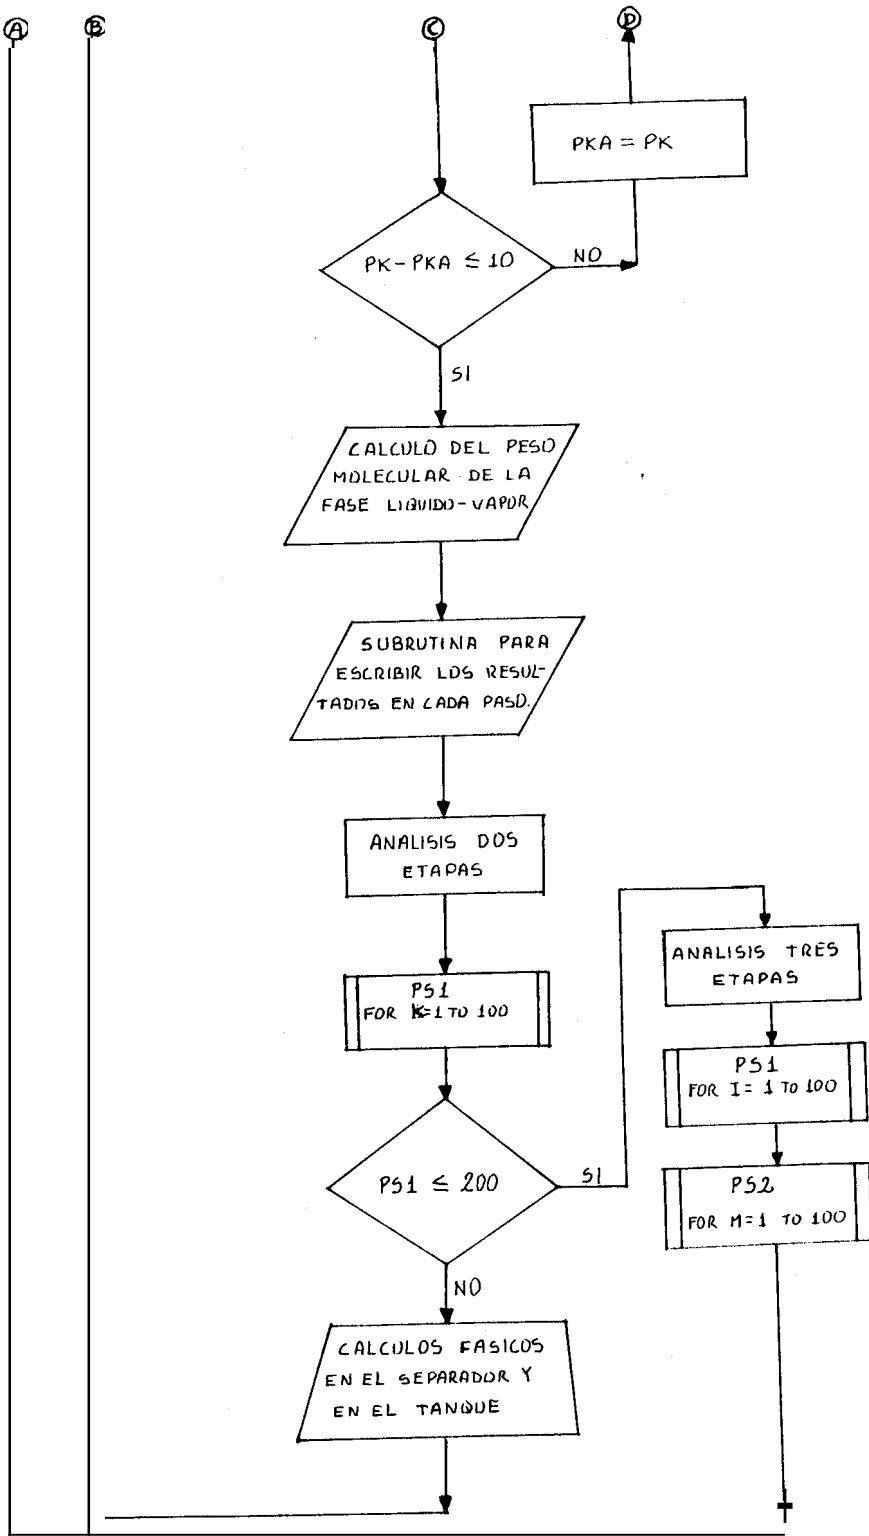 A
B
C
D
PKA = PK
PK-PKA ≤ 10
NO
SI
CALCULO DEL PESO
MOLECULAR DE LA
FASE LIQUIDO-VAPOR
SUBRUTINA PARA
ESCRIBIR LOS RESUL-
TADOS EN CADA PASO.
ANALISIS DOS
ETAPAS
PS1
FOR K=1 TO 100
ANALISIS TRES
ETAPAS
PS1
FOR I= 1 TO 100
PS1 ≤ 200
SI
PS2
FOR M=1 TO 100
NO
CALCULOS FASICOS
EN EL SEPARADOR Y
EN EL TANQUE